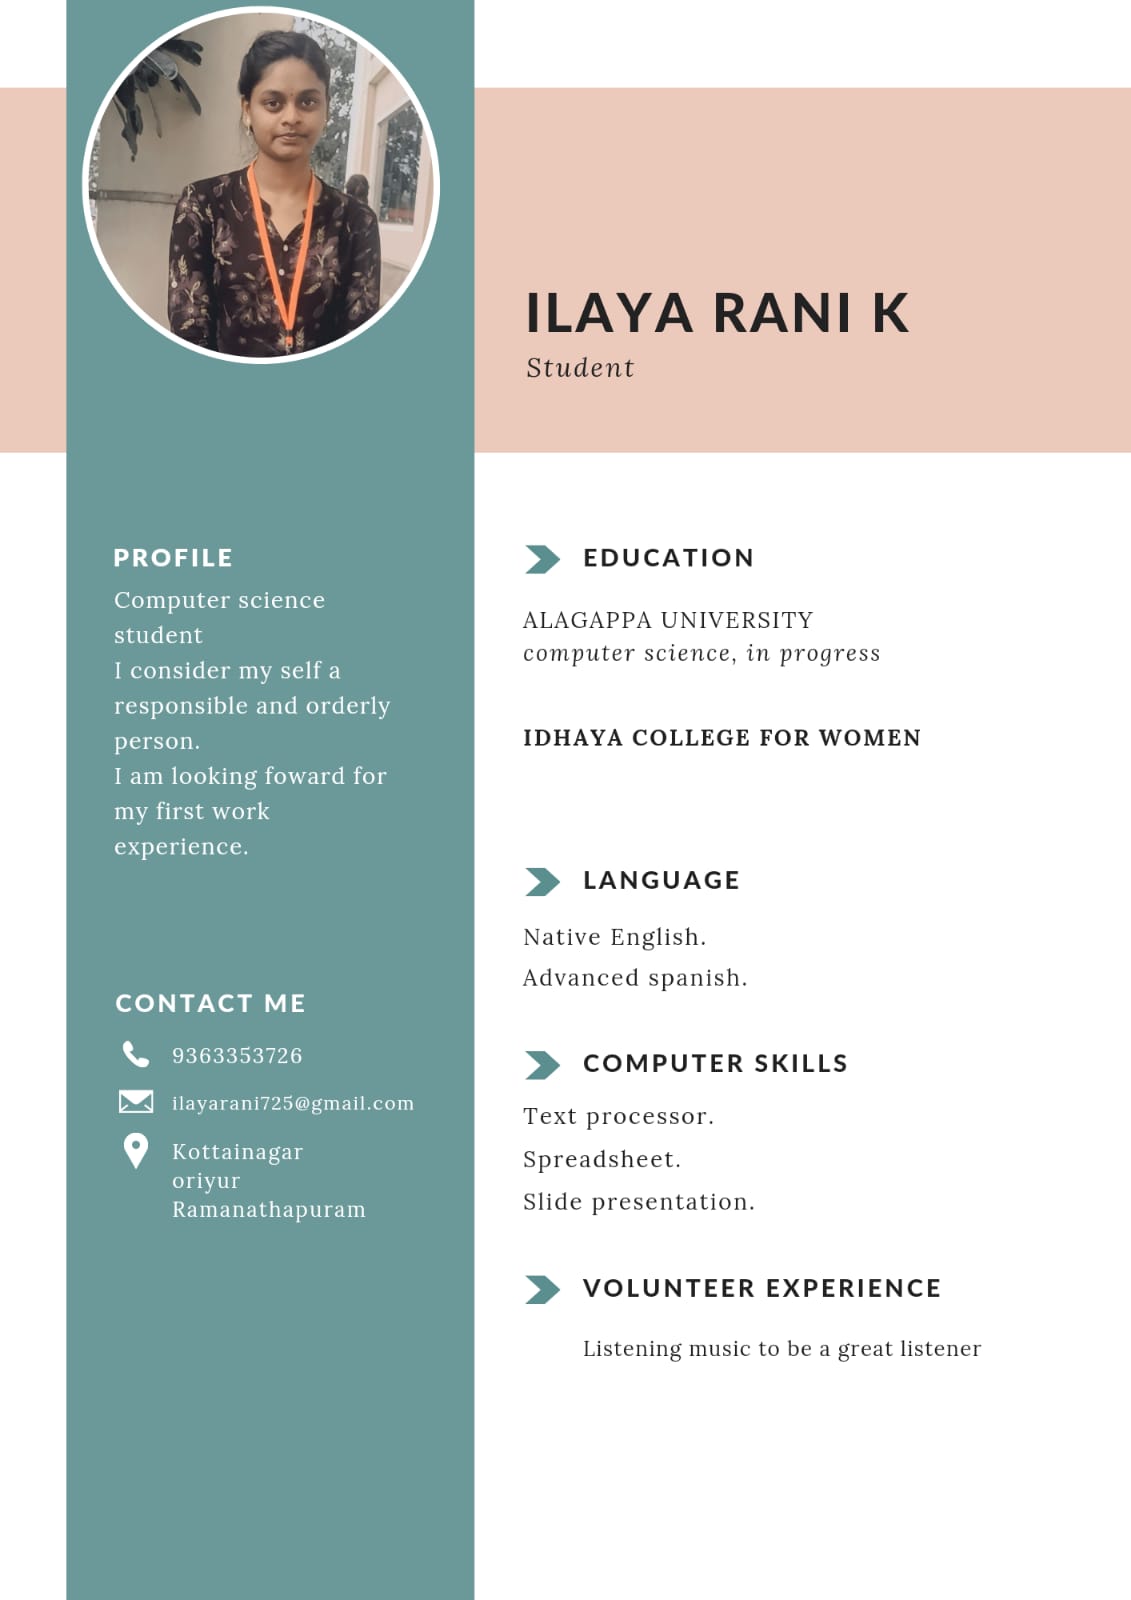 ILAYA RANI K
Student
PROFILE
Computer science
student
I consider my self a
responsible and orderly
person.
I am looking foward for
my first work
experience.
CONTACT ME
9363353726
ilayarani725@gmail.com
Kottainagar
oriyur
Ramanathapuram
EDUCATION
ALAGAPPA UNIVERSITY
computer science, in progress
IDHAYA COLLEGE FOR WOMEN
LANGUAGE
Native English.
Advanced spanish.
COMPUTER SKILLS
Text processor.
Spreadsheet.
Slide presentation.
VOLUNTEER EXPERIENCE
Listening music to be a great listener